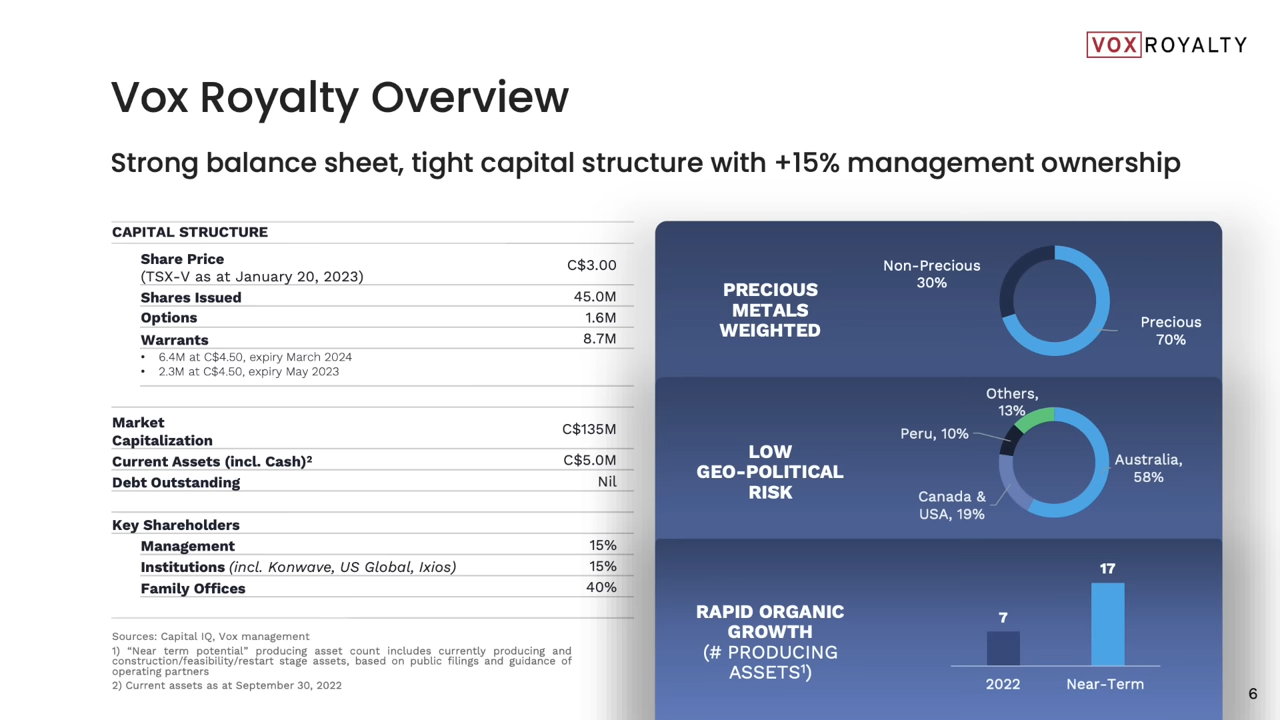 VOX ROYALTY
Vox Royalty Overview
Strong balance sheet, tight capital structure with +15% management ownership
CAPITAL STRUCTURE
Share Price
(TSX-V as at January 20, 2023) C$3.00
Shares Issued 45.0M
Options 1.6M
Warrants 8.7M
• 6.4M at C$4.50, expiry March 2024
• 2.3M at C$4.50, expiry May 2023
Market
Capitalization C$135M
Current Assets (incl. Cash)² C$5.0M
Debt Outstanding Nil
Key Shareholders
Management 15%
Institutions (incl. Konwave, US Global, Ixios) 15%
Family Offices 40%
Sources: Capital IQ, Vox management
1) “Near term potential” producing asset count includes currently producing and
construction/feasibility/restart stage assets, based on public filings and guidance of
operating partners
2) Current assets as at September 30, 2022
PRECIOUS
METALS
WEIGHTED
Non-Precious
30%
Precious
70%
LOW
GEO-POLITICAL
RISK
Others,
13%
Peru, 10%
Australia,
58%
Canada &
USA, 19%
RAPID ORGANIC
GROWTH
(# PRODUCING
ASSETS¹)
7
17
2022
Near-Term
6